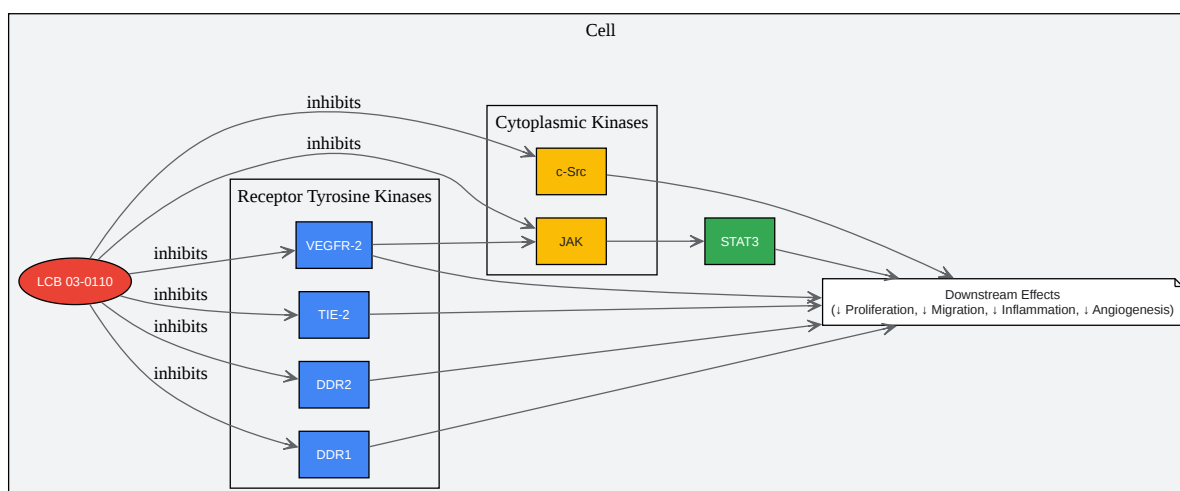 Cell
inhibits
Cytoplasmic Kinases
inhibits
c-Src
Receptor Tyrosine Kinases
VEGFR-2
JAK
STAT3
inhibits
LCB 03-0110
inhibits
TIE-2
Downstream Effects
(↓ Proliferation, ↓ Migration, ↓ Inflammation, ↓ Angiogenesis)
inhibits
DDR2
inhibits
DDR1